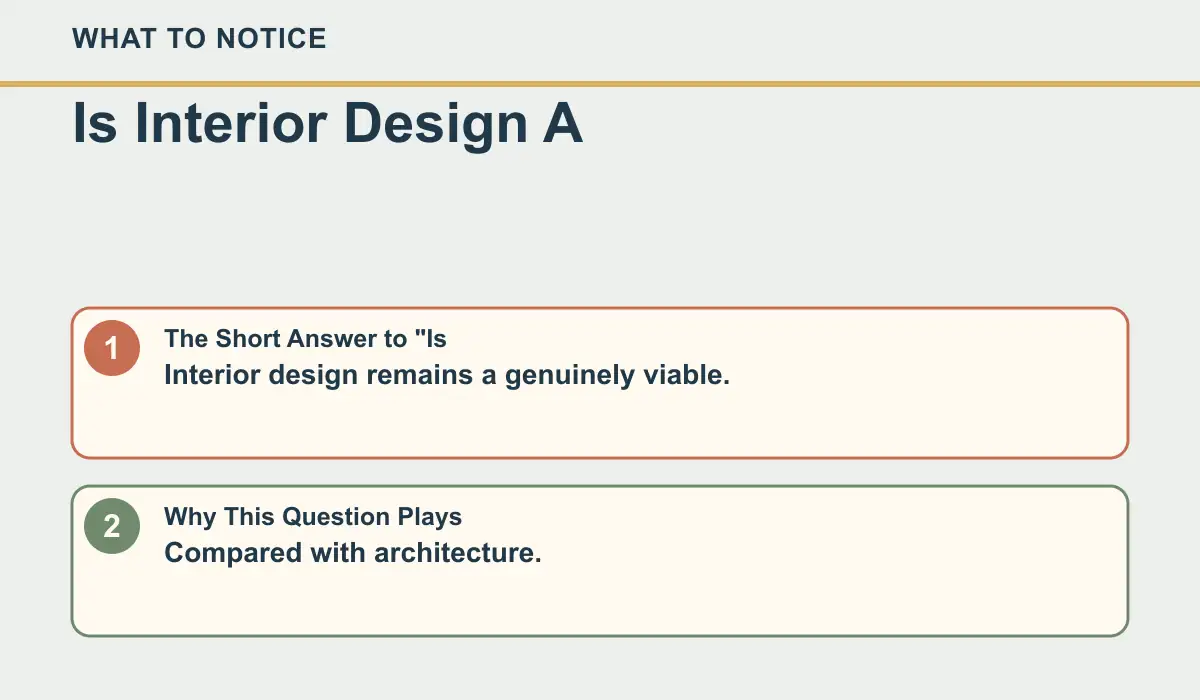 WHAT TO NOTICE
Is Interior Design A
1
The Short Answer to "Is
Interior design remains a genuinely viable.
2
Why This Question Plays
Compared with architecture.